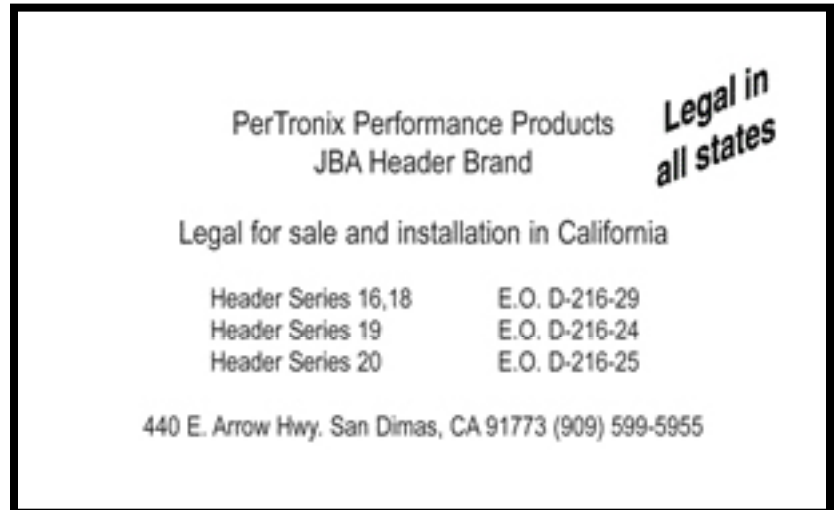 PerTronix Performance Products
JBA Header Brand
Legal in
all states
Legal for sale and installation in California
Header Series 16,18 E.O. D-216-29
Header Series 19 E.O. D-216-24
Header Series 20 E.O. D-216-25
440 E. Arrow Hwy. San Dimas, CA 91773 (909) 599-5955